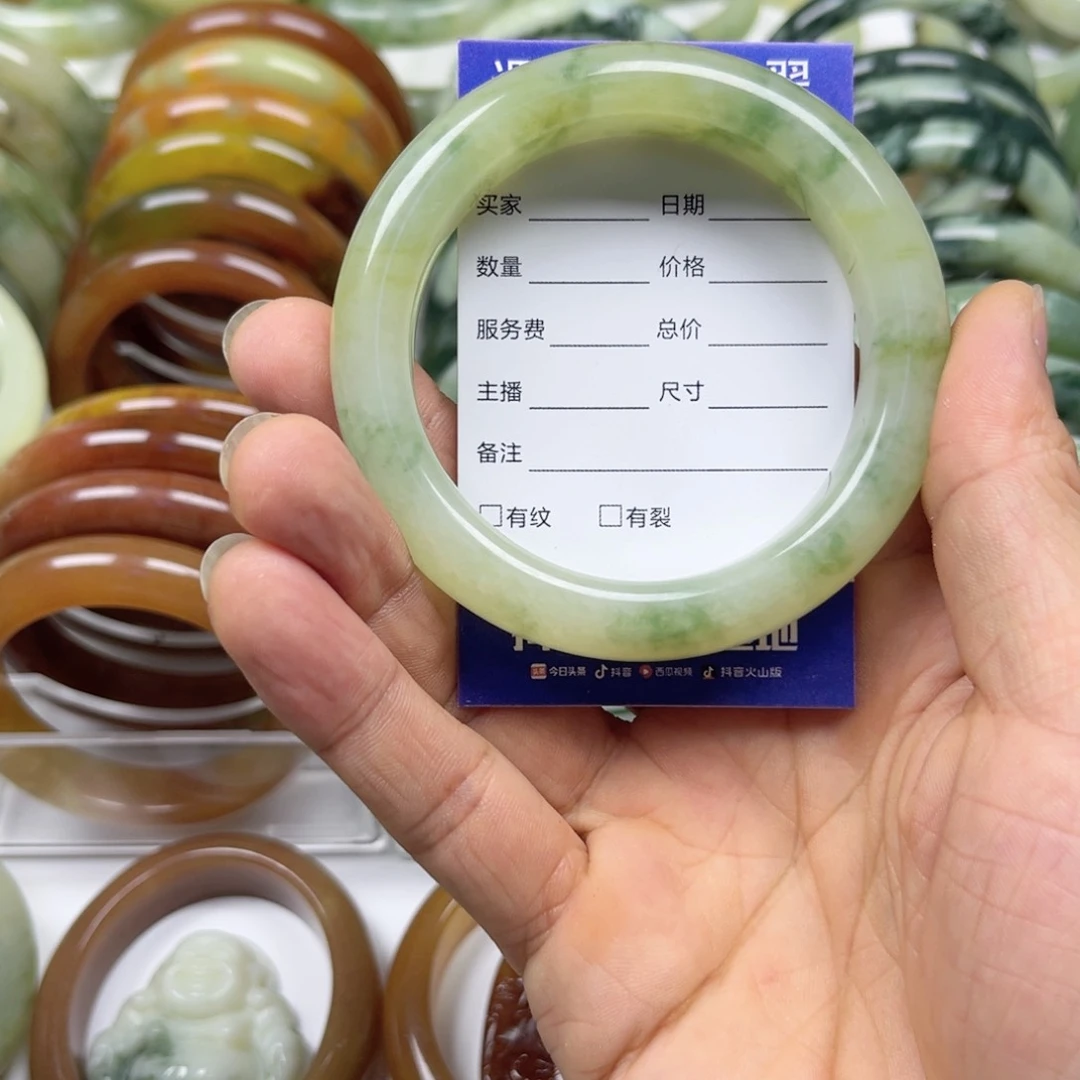 买家 日期
数量 价格
服务费 总价
主播 尺寸
备注
□有纹 □有裂
今日头条 抖音 西瓜视频 抖音火山版